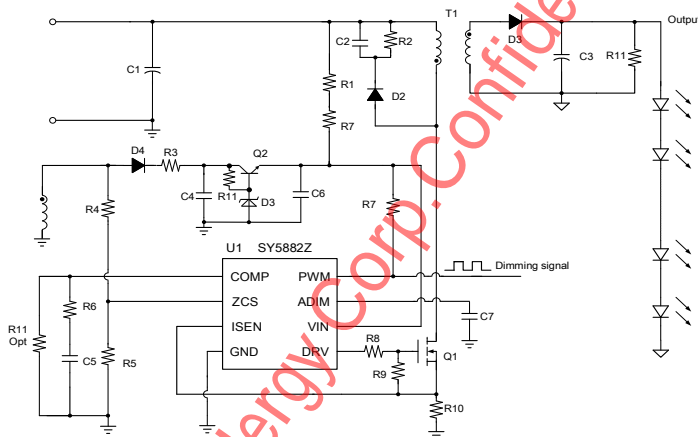 T1
D3
Output
C2
R2
C3
R11
C1
R1
D2
R7
D4
R3
Q2
C4
R11
D3
C6
R4
R7
U1 SY5882Z
COMP
PWM
Dimming signal
ZCS
ADIM
ISEN
VIN
GND
DRV
R6
C7
R11
Opt
C5
R5
R8
R9
Q1
R10
nergy Corp. Confide